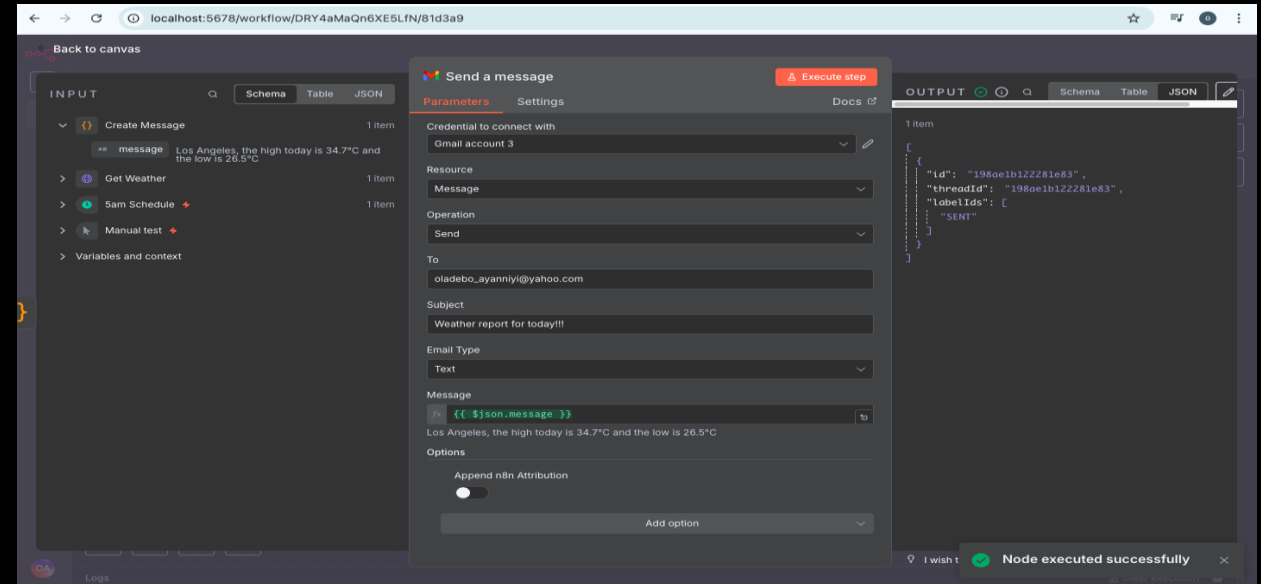 localhost:5678/workflow/DRY4aMaQn6XE5LfN/81d3a9
Back to canvas
INPUT
Schema Table JSON
Create Message 1 item
AB message Los Angeles, the high today is 34.7°C and
the low is 26.5°C
Get Weather 1 item
5am Schedule 1 item
Manual test
Variables and context
Send a message
Execute step
Parameters Settings Docs
Credential to connect with
Gmail account 3
Resource
Message
Operation
Send
To
oladebo_ayanniyi@yahoo.com
Subject
Weather report for today!!!
Email Type
Text
Message
fx {{ $json.message }}
Los Angeles, the high today is 34.7°C and the low is 26.5°C
Options
Append n8n Attribution
Add option
OUTPUT Schema Table JSON
1 item
[
{
"id": "198ae1b122281e83",
"threadId": "198ae1b122281e83",
"labelIds": [
"SENT"
]
}
]
I wish t
Node executed successfully
OA
Logs